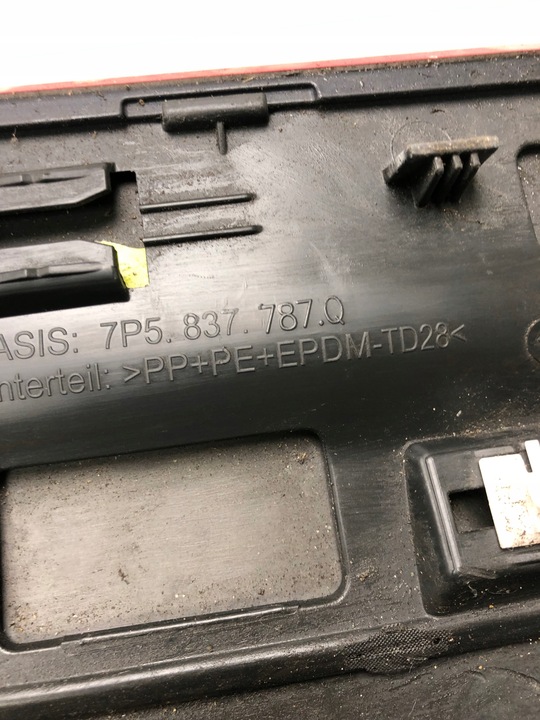 ASIS: 7P5. 837. 787.Q
nterteil: >PP+PE+EPDM-TD28<